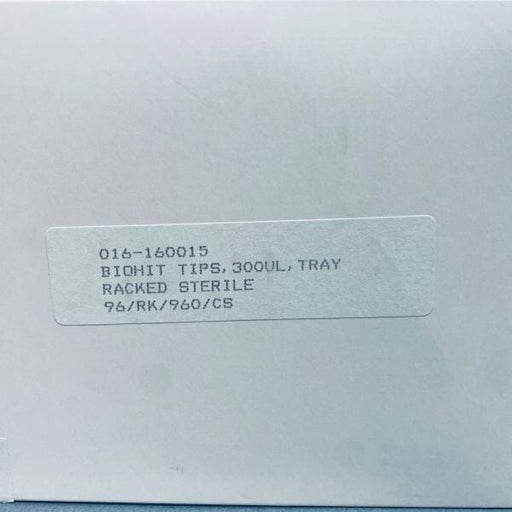 016-160015
BIOHIT TIPS,300UL,TRAY
RACKED STERILE
96/RK/960/CS